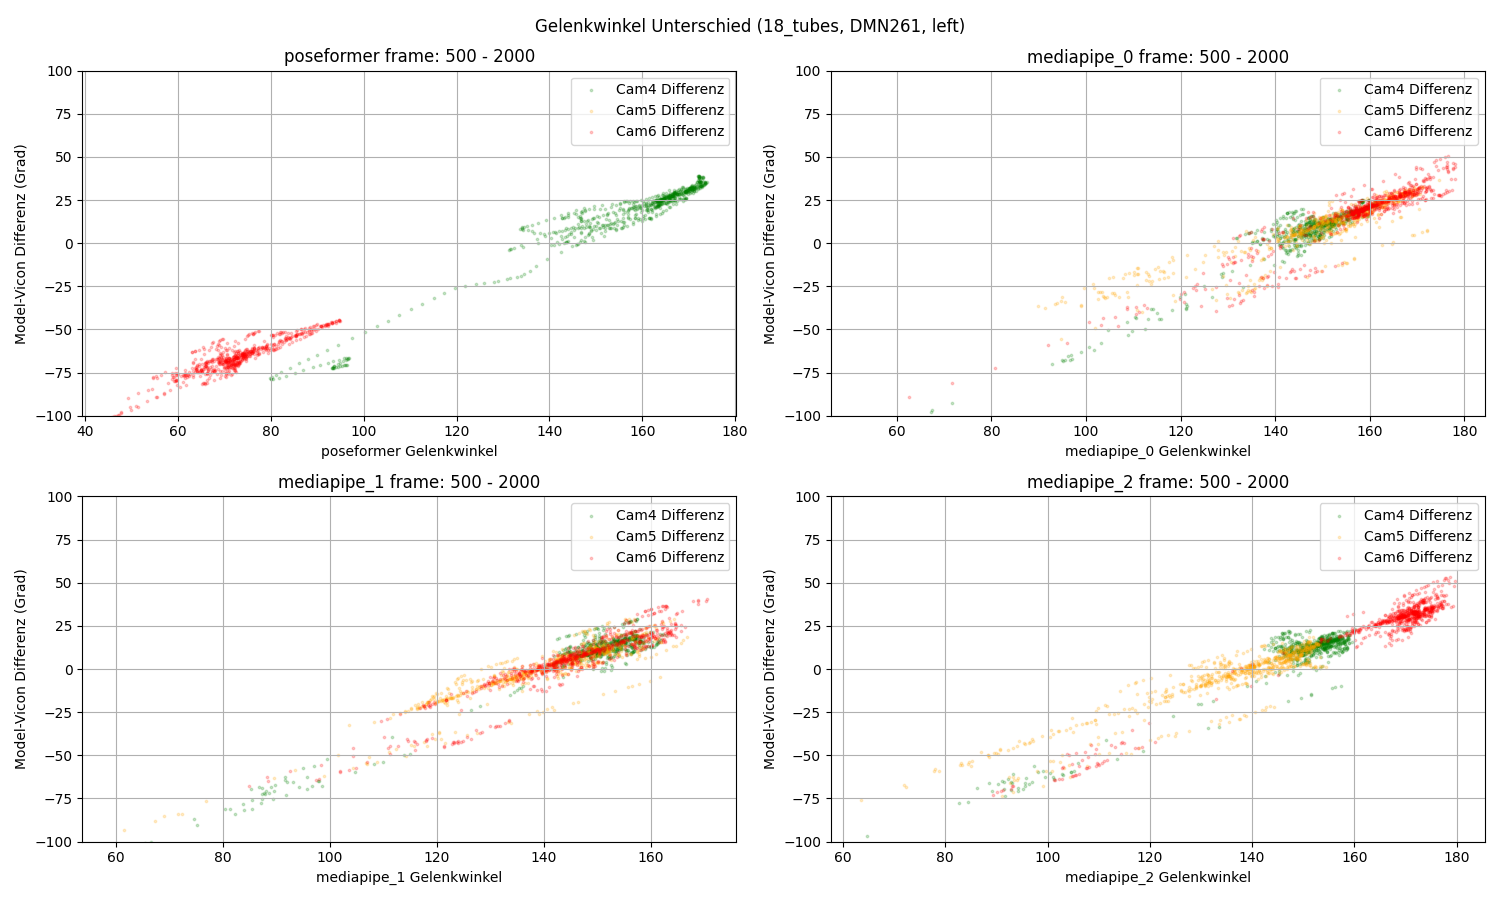 Gelenkwinkel Unterschied (18_tubes, DMN261, left)
poseformer frame: 500 - 2000
100
75
50
25
0
−25
−50
−75
−100
Model-Vicon Differenz (Grad)
Cam4 Differenz
Cam5 Differenz
Cam6 Differenz
40 60 80 100 120 140 160 180
poseformer Gelenkwinkel
mediapipe_0 frame: 500 - 2000
100
75
50
25
0
−25
−50
−75
−100
Model-Vicon Differenz (Grad)
Cam4 Differenz
Cam5 Differenz
Cam6 Differenz
60 80 100 120 140 160 180
mediapipe_0 Gelenkwinkel
mediapipe_1 frame: 500 - 2000
100
75
50
25
0
−25
−50
−75
−100
Model-Vicon Differenz (Grad)
Cam4 Differenz
Cam5 Differenz
Cam6 Differenz
60 80 100 120 140 160
mediapipe_1 Gelenkwinkel
mediapipe_2 frame: 500 - 2000
100
75
50
25
0
−25
−50
−75
−100
Model-Vicon Differenz (Grad)
Cam4 Differenz
Cam5 Differenz
Cam6 Differenz
60 80 100 120 140 160 180
mediapipe_2 Gelenkwinkel